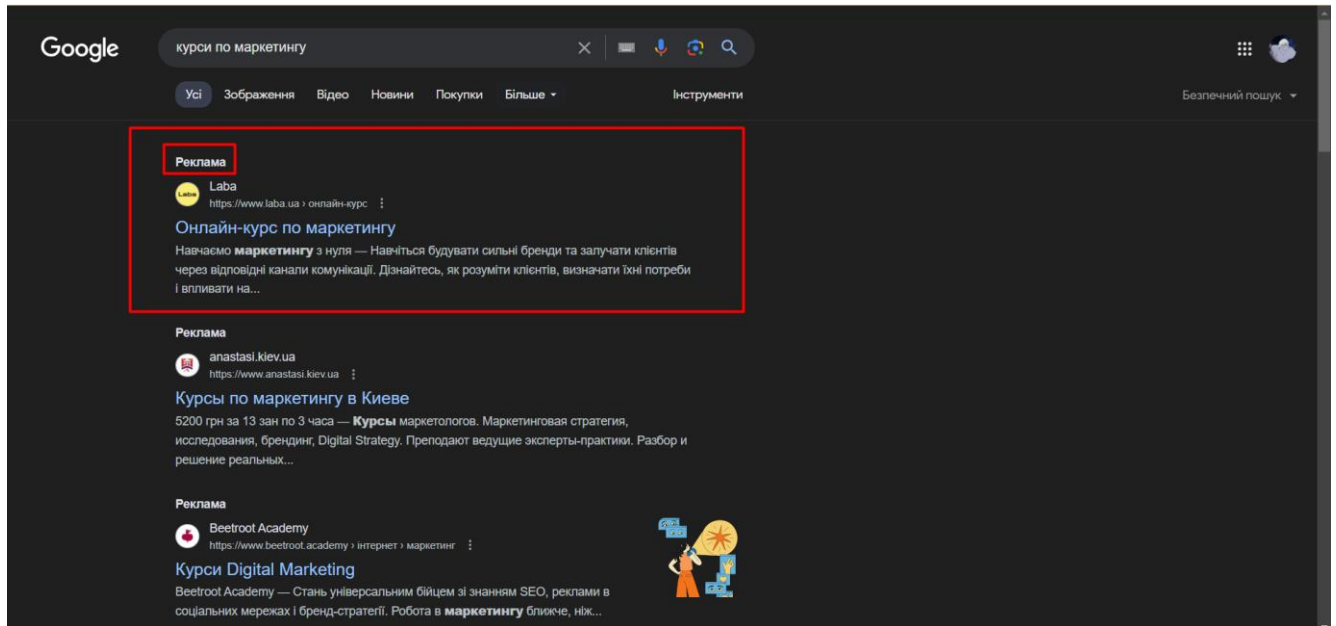 Google
курси по маркетингу
Усі Зображення Відео Новини Покупки Більше Інструменти
Безпечний пошук
Реклама
Laba
Laba
https://www.laba.ua › онлайн-курс
Онлайн-курс по маркетингу
Навчаємо маркетингу з нуля — Навчіться будувати сильні бренди та залучати клієнтів
через відповідні канали комунікації. Дізнайтесь, як розуміти клієнтів, визначати їхні потреби
і впливати на...
Реклама
anastasi.kiev.ua
https://www.anastasi.kiev.ua
Курсы по маркетингу в Киеве
5200 грн за 13 зан по 3 часа — Курсы маркетологов. Маркетинговая стратегия,
исследования, брендинг, Digital Strategy. Преподают ведущие эксперты-практики. Разбор и
решение реальных...
Реклама
Beetroot Academy
https://www.beetroot.academy › інтернет › маркетинг
Курси Digital Marketing
Beetroot Academy — Стань універсальним бійцем зі знанням SEO, реклами в
соціальних мережах і бренд-стратегії. Робота в маркетингу ближче, ніж...